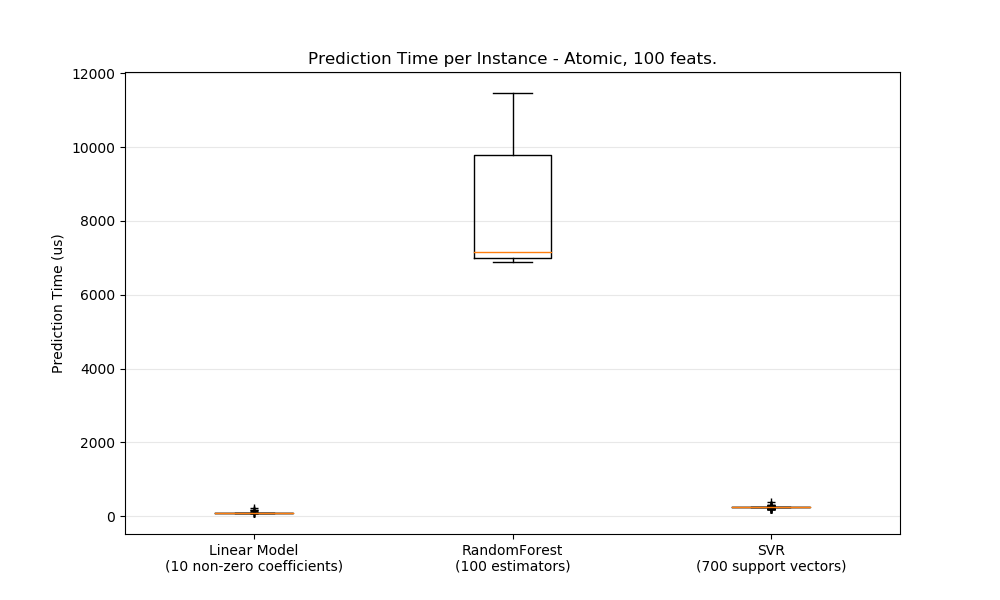 Prediction Time per Instance - Atomic, 100 feats.
Prediction Time (us)
12000
10000
8000
6000
4000
2000
0
Linear Model
(10 non-zero coefficients)
RandomForest
(100 estimators)
SVR
(700 support vectors)